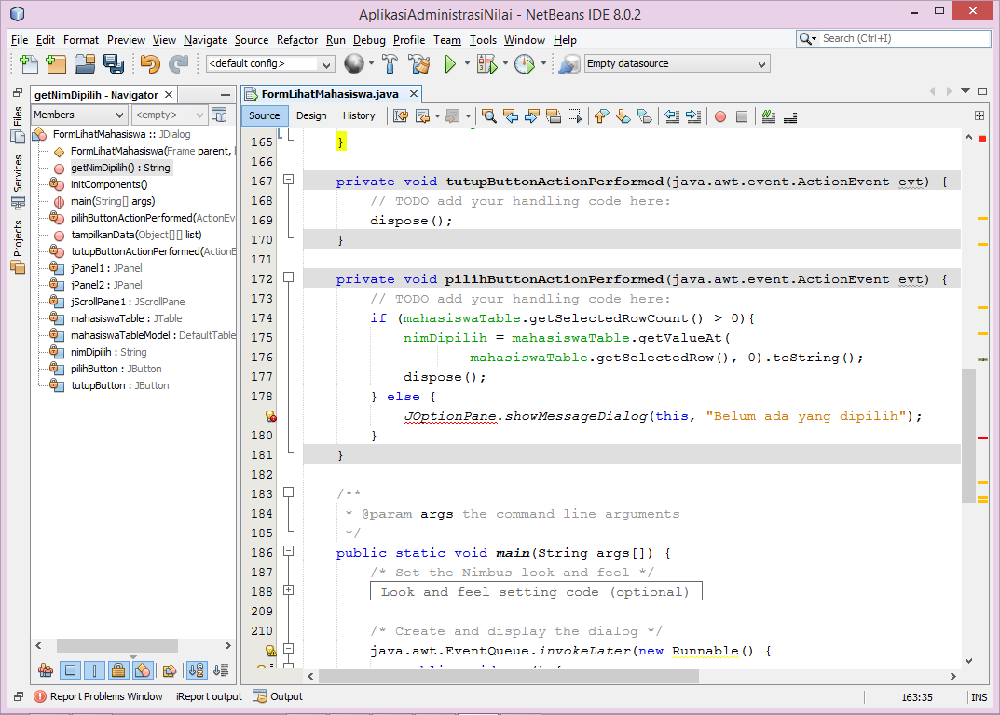 AplikasiAdministrasiNilai - NetBeans IDE 8.0.2
File Edit Format Preview View Navigate Source Refactor Run Debug Profile Team Tools Window Help
Search (Ctrl+I)
<default config>
Empty datasource
getNimDipilih - Navigator
FormLihatMahasiswa.java
Members
<empty>
Source Design History
Files
Services
Projects
FormLihatMahasiswa :: JDialog
FormLihatMahasiswa(Frame parent,
getNimDipilih() : String
initComponents()
main(String[] args)
pilihButtonActionPerformed(ActionEv
tampilkanData(Object[][] list)
tutupButtonActionPerformed(ActionE
jPanel1 : JPanel
jPanel2 : JPanel
jScrollPane1 : JScrollPane
mahasiswaTable : JTable
mahasiswaTableModel : DefaultTable
nimDipilih : String
pilihButton : JButton
tutupButton : JButton
165 }
166
167 private void tutupButtonActionPerformed(java.awt.event.ActionEvent evt) {
168 // TODO add your handling code here:
169 dispose();
170 }
171
172 private void pilihButtonActionPerformed(java.awt.event.ActionEvent evt) {
173 // TODO add your handling code here:
174 if (mahasiswaTable.getSelectedRowCount() > 0){
175 nimDipilih = mahasiswaTable.getValueAt(
176 mahasiswaTable.getSelectedRow(), 0).toString();
177 dispose();
178 } else {
JOptionPane.showMessageDialog(this, "Belum ada yang dipilih");
180 }
181 }
182
183 /**
184 * @param args the command line arguments
185 */
186 public static void main(String args[]) {
187 /* Set the Nimbus look and feel */
188 Look and feel setting code (optional)
209
210 /* Create and display the dialog */
java.awt.EventQueue.invokeLater(new Runnable() {
Report Problems Window iReport output Output
163:35 INS